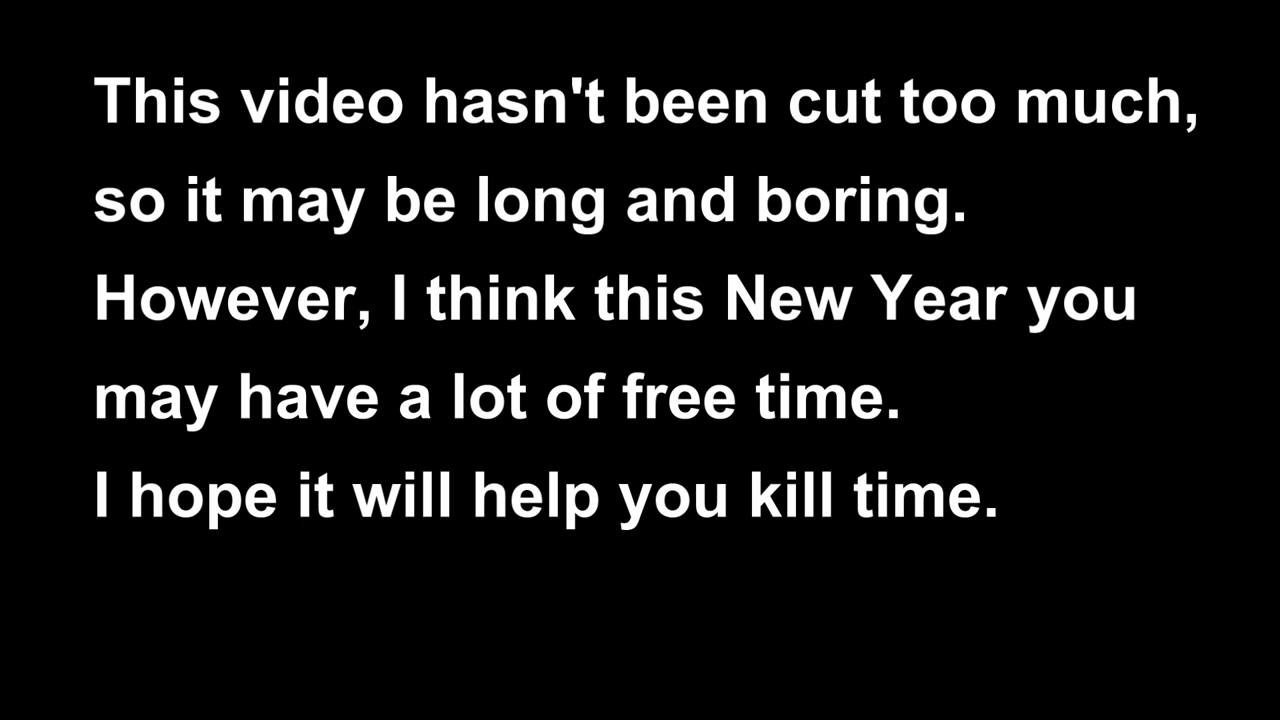 This video hasn't been cut too much,
so it may be long and boring.
However, I think this New Year you
may have a lot of free time.
I hope it will help you kill time.